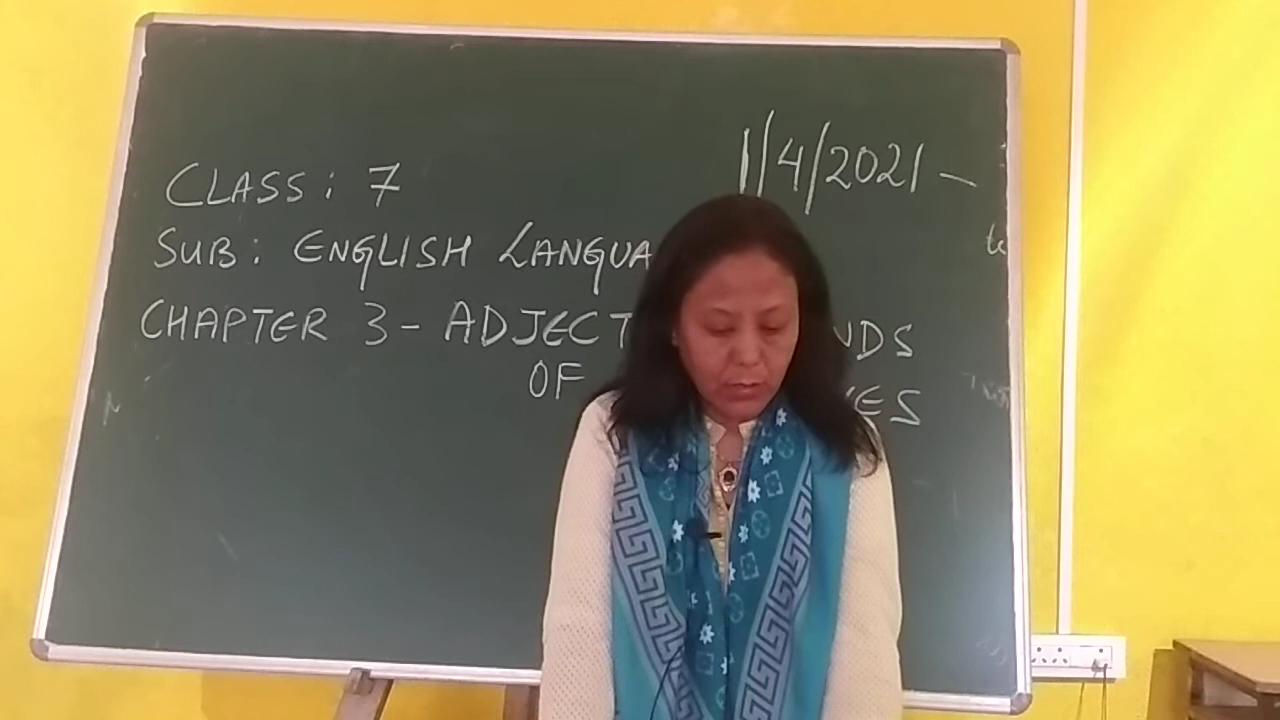 1/4/2021 -
CLASS: 7
SUB: ENGLISH LANGUA
CHAPTER 3 - ADJECT NDS
OF ES